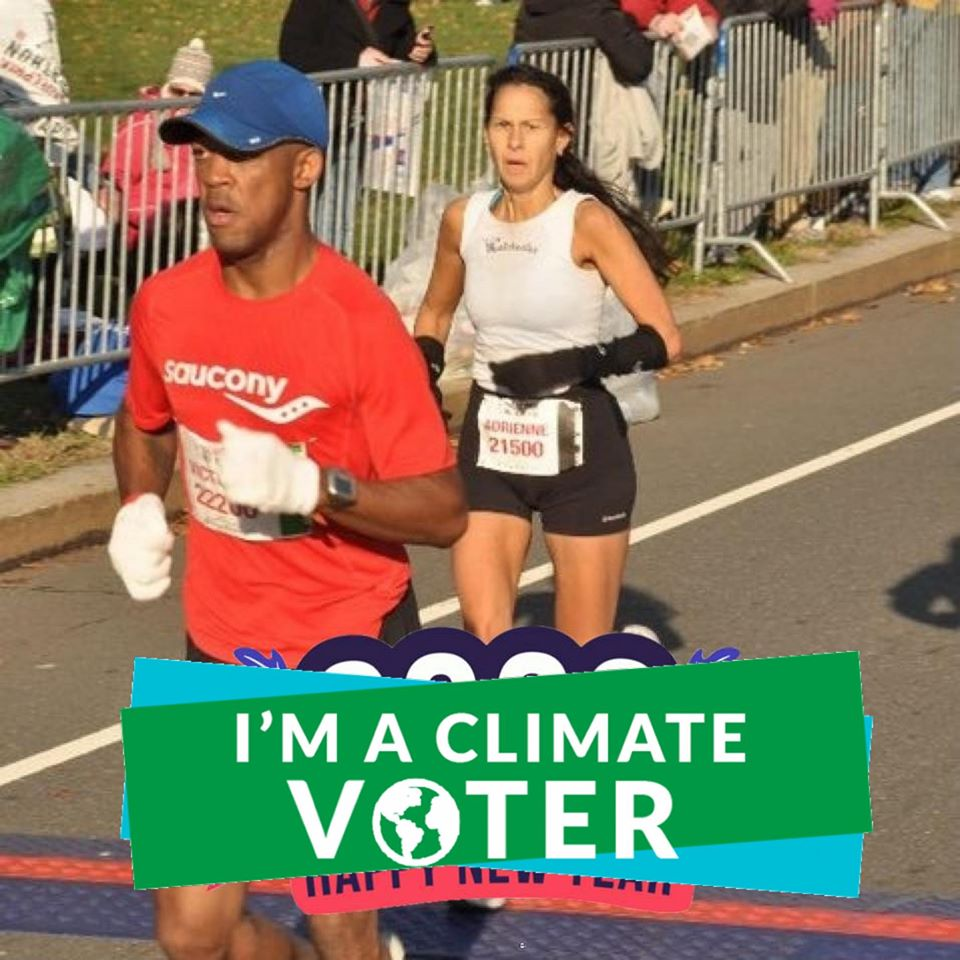 saucony
ADRIENNE
21500
I'M A CLIMATE
VOTER
HAPPY NEW YEAR